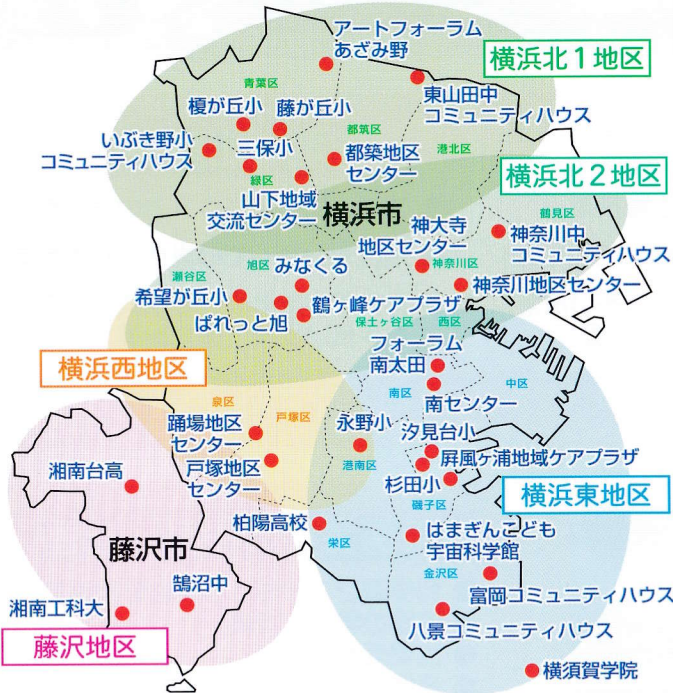 アートフォーラム
あざみ野
横浜北1地区
青葉区
東山田中
コミュニティハウス
榎が丘小
藤が丘小
都筑区
港北区
いぶき野小
コミュニティハウス
三保小
都築地区
センター
緑区
山下地域
交流センター
横浜北2地区
横浜市
鶴見区
神大寺
地区センター
神奈川中
コミュニティハウス
瀬谷区
旭区
みなくる
神奈川区
希望が丘小
神奈川地区センター
ぱれっと旭
鶴ヶ峰ケアプラザ
保土ヶ谷区
西区
横浜西地区
フォーラム
南太田
南区
中区
南センター
泉区
戸塚区
踊場地区
センター
永野小
汐見台小
戸塚地区
センター
港南区
屛風ヶ浦地域ケアプラザ
湘南台高
杉田小
横浜東地区
磯子区
柏陽高校
栄区
はまぎんこども
宇宙科学館
藤沢市
金沢区
鵠沼中
富岡コミュニティハウス
湘南工科大
八景コミュニティハウス
藤沢地区
横須賀学院